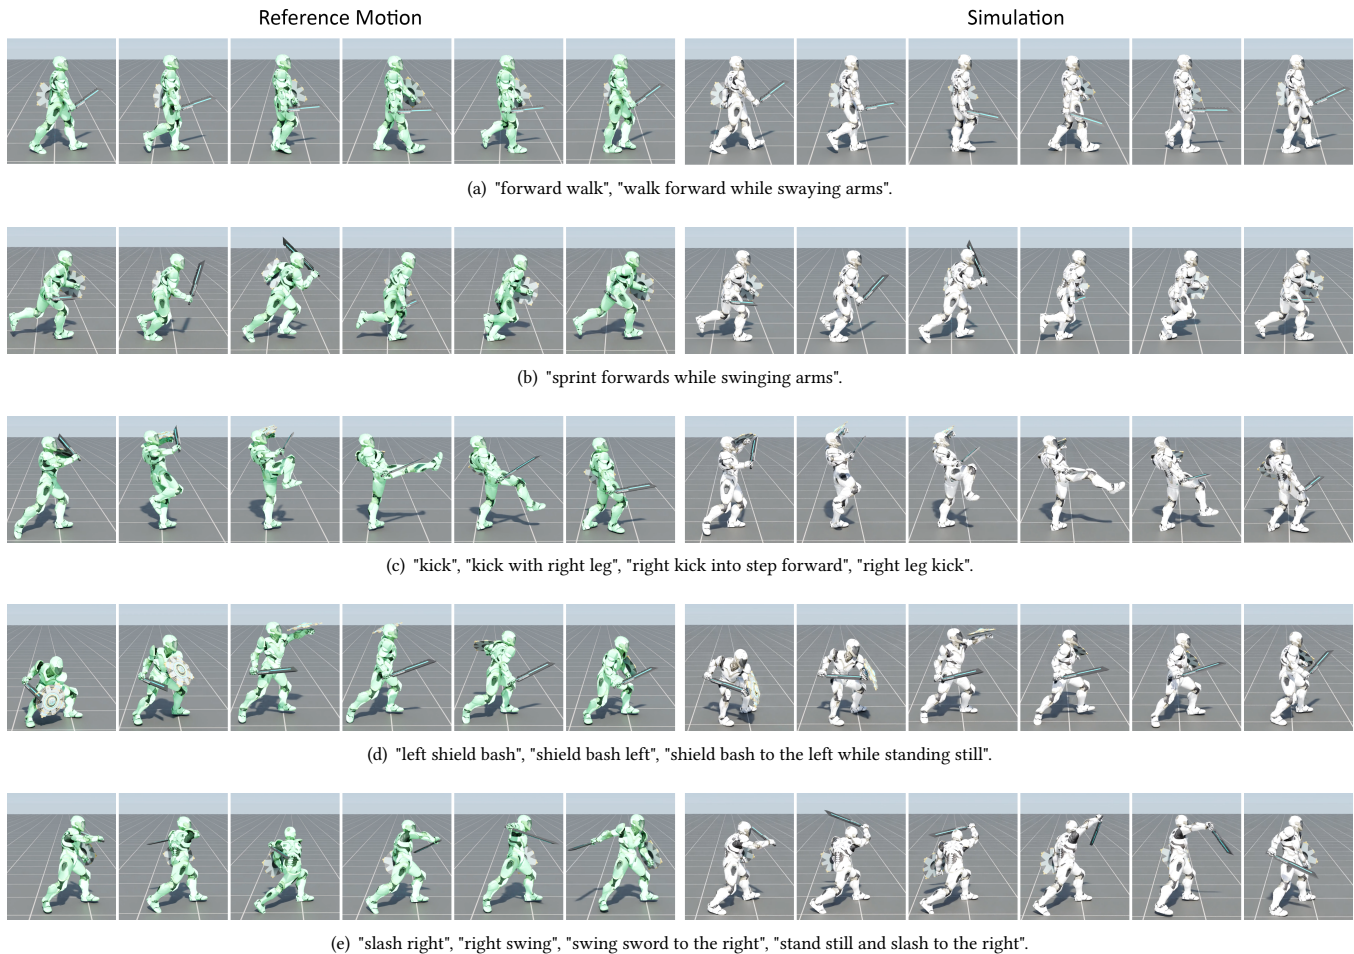 Reference Motion
Simulation
(a) "forward walk", "walk forward while swaying arms".
(b) "sprint forwards while swinging arms".
(c) "kick", "kick with right leg", "right kick into step forward", "right leg kick".
(d) "left shield bash", "shield bash left", "shield bash to the left while standing still".
(e) "slash right", "right swing", "swing sword to the right", "stand still and slash to the right".